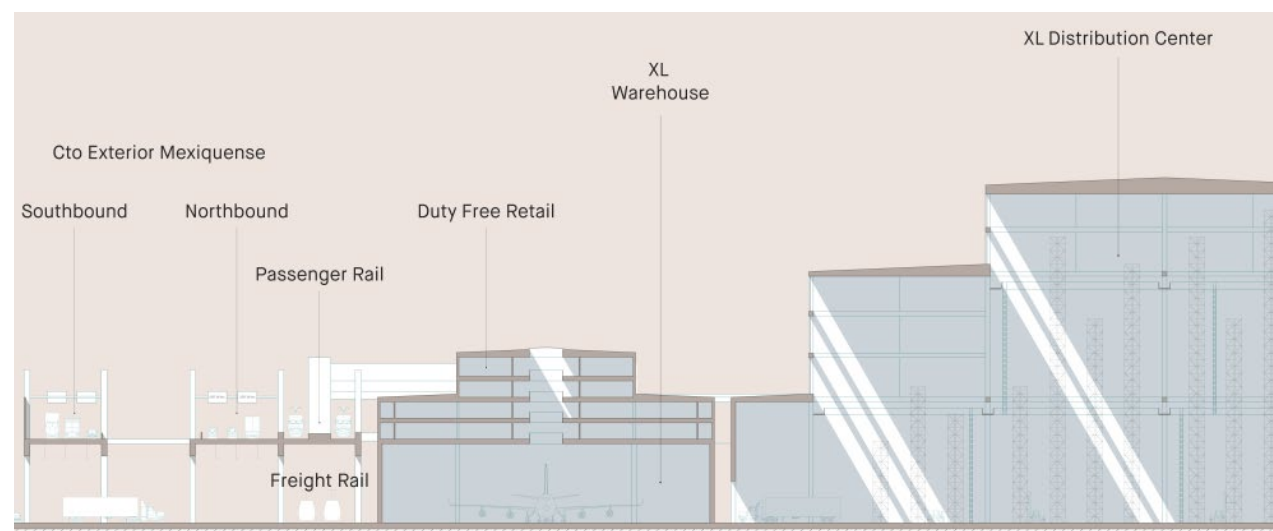 XL Distribution Center
XL
Warehouse
Cto Exterior Mexiquense
Southbound
Northbound
Duty Free Retail
Passenger Rail
Freight Rail